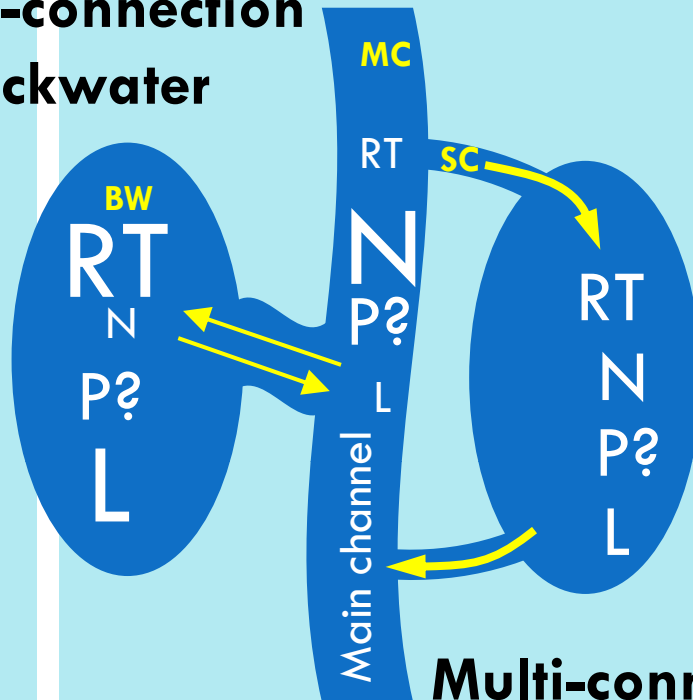 -connection
ckwater
MC
RT
SC
BW
RT
N
P?
L
N
P?
L
Main channel
RT
N
P?
L
Multi-conn